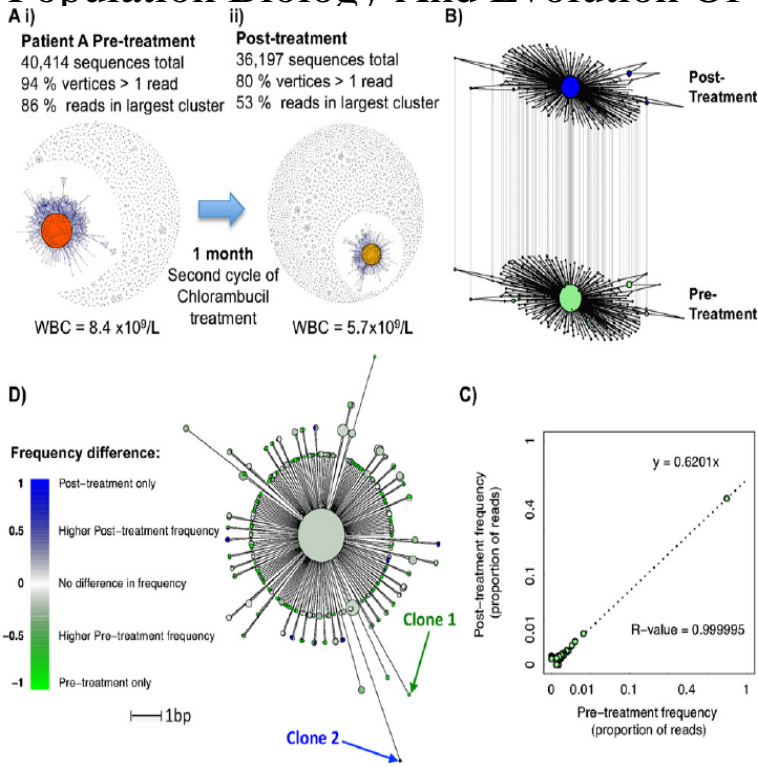 Population Biology And Evolution Of
A i)
Patient A Pre-treatment
40,414 sequences total
94 % vertices > 1 read
86 % reads in largest cluster
ii)
Post-treatment
36,197 sequences total
80 % vertices > 1 read
53 % reads in largest cluster
1 month
Second cycle of
Chlorambucil
treatment
WBC = 8.4 x10⁹/L
WBC = 5.7x10⁹/L
B)
Post-
Treatment
Pre-
Treatment
D)
Frequency difference:
1
Post−treatment only
0.5
Higher Post−treatment frequency
0
No difference in frequency
−0.5
Higher Pre−treatment frequency
−1
Pre−treatment only
1bp
Clone 1
Clone 2
C)
Post−treatment frequency
(proportion of reads)
1
0.4
0.1
0.01
0
y = 0.6201x
R−value = 0.999995
0 0.01 0.1 0.4 1
Pre−treatment frequency
(proportion of reads)